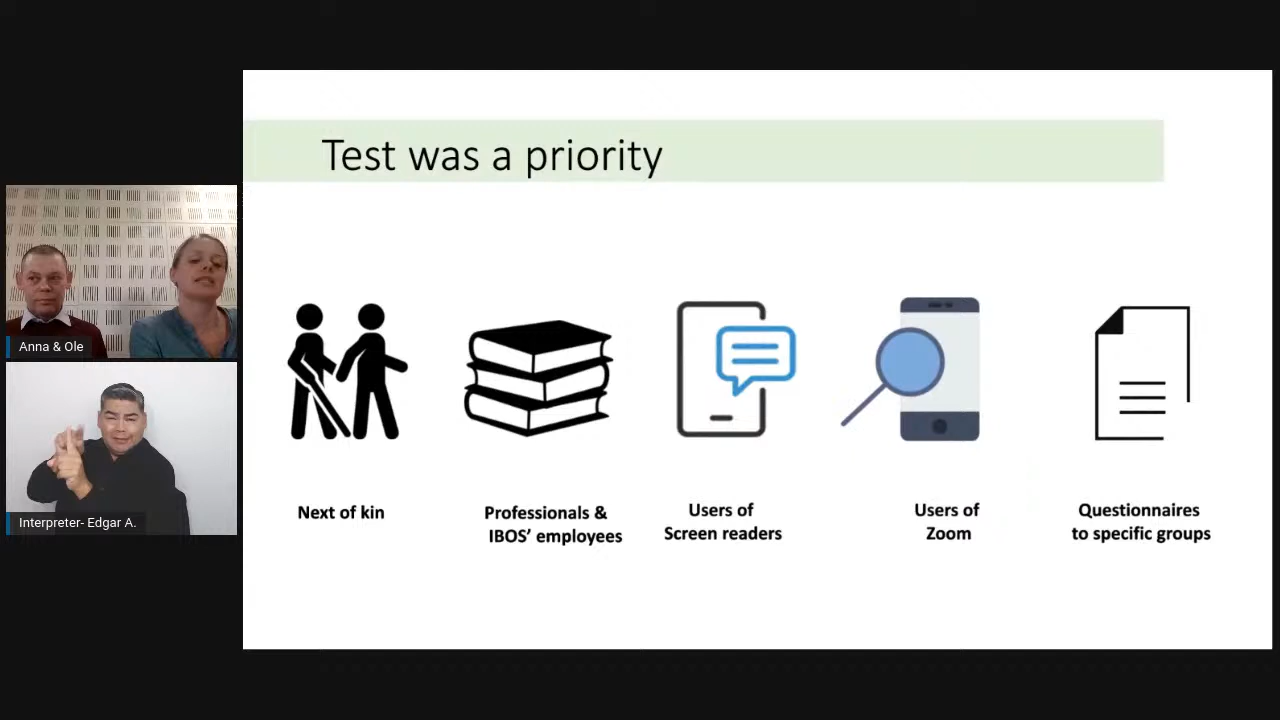 Test was a priority
Anna & Ole
Interpreter- Edgar A.
Next of kin
Professionals &
IBOS’ employees
Users of
Screen readers
Users of
Zoom
Questionnaires
to specific groups